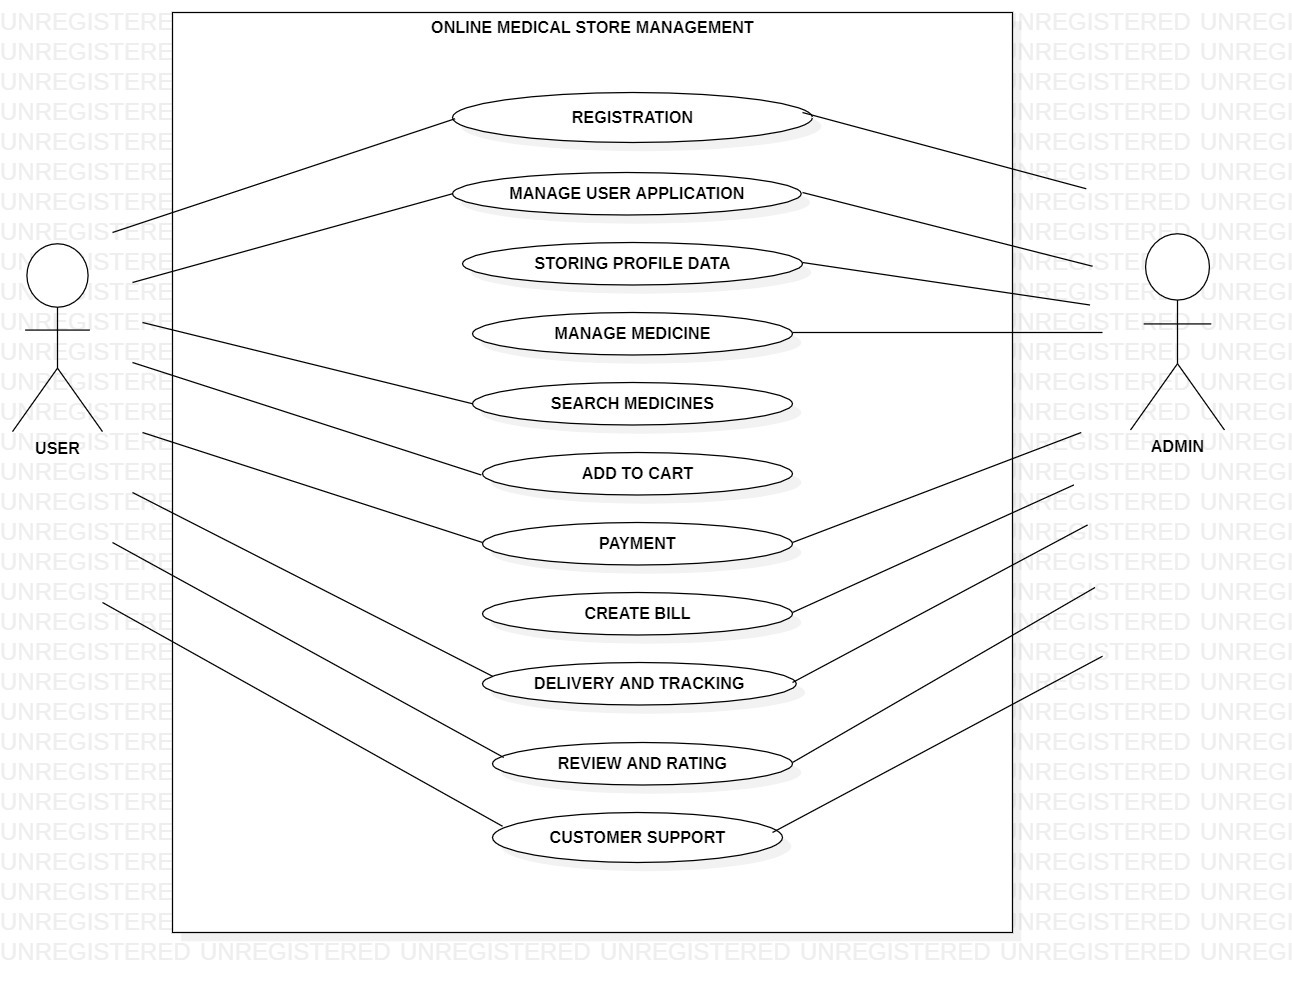 ONLINE MEDICAL STORE MANAGEMENT
REGISTRATION
MANAGE USER APPLICATION
STORING PROFILE DATA
MANAGE MEDICINE
SEARCH MEDICINES
USER
ADMIN
ADD TO CART
PAYMENT
CREATE BILL
DELIVERY AND TRACKING
REVIEW AND RATING
CUSTOMER SUPPORT
UNREGISTERED UNREGISTERED UNREGISTERED UNREGISTERED UNREGISTERED UNREGISTERED UNREGI